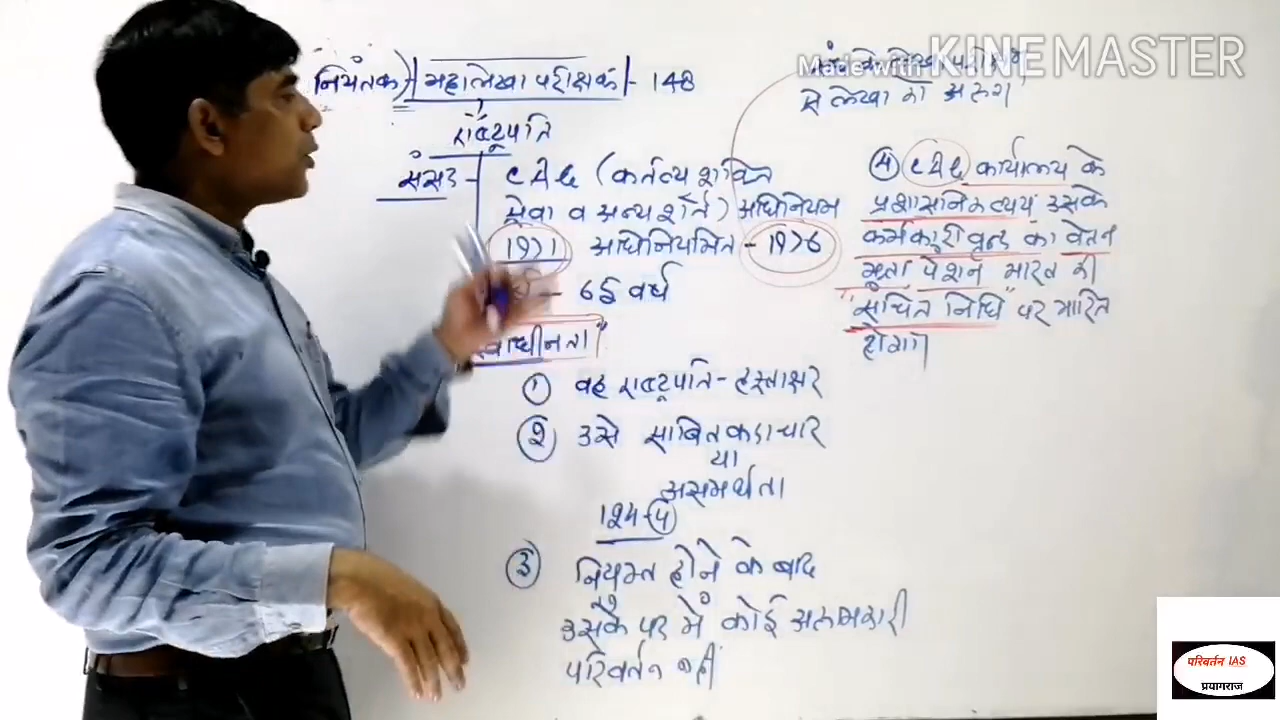 नियंत्रक) महालेखा परीक्षक - 148
राष्ट्रपति
संसद - CAG (कर्तव्य शक्ति
सेवा व अन्य शर्ते) अधिनियम
1971 अधिनियमित - 1976
- 6ई वर्ष
स्वाधीनता"
① वह राष्ट्रपति - हस्ताक्षर
② उसे साबित कदाचार
या
असमर्थता
124-(4)
③ नियुक्त होने के बाद
उसके पद में कोई अलाभकारी
परिवर्तन नहीं
से लेखा को अलग
④ CAG कार्यालय के
प्रशासनिक व्यय उसके
कर्मकारी वृन्द का वेतन
भत्ता पेंशन भारत की
"संचित निधि" पर भारित
होगा
Made with KINEMASTER
परिवर्तन IAS
प्रयागराज